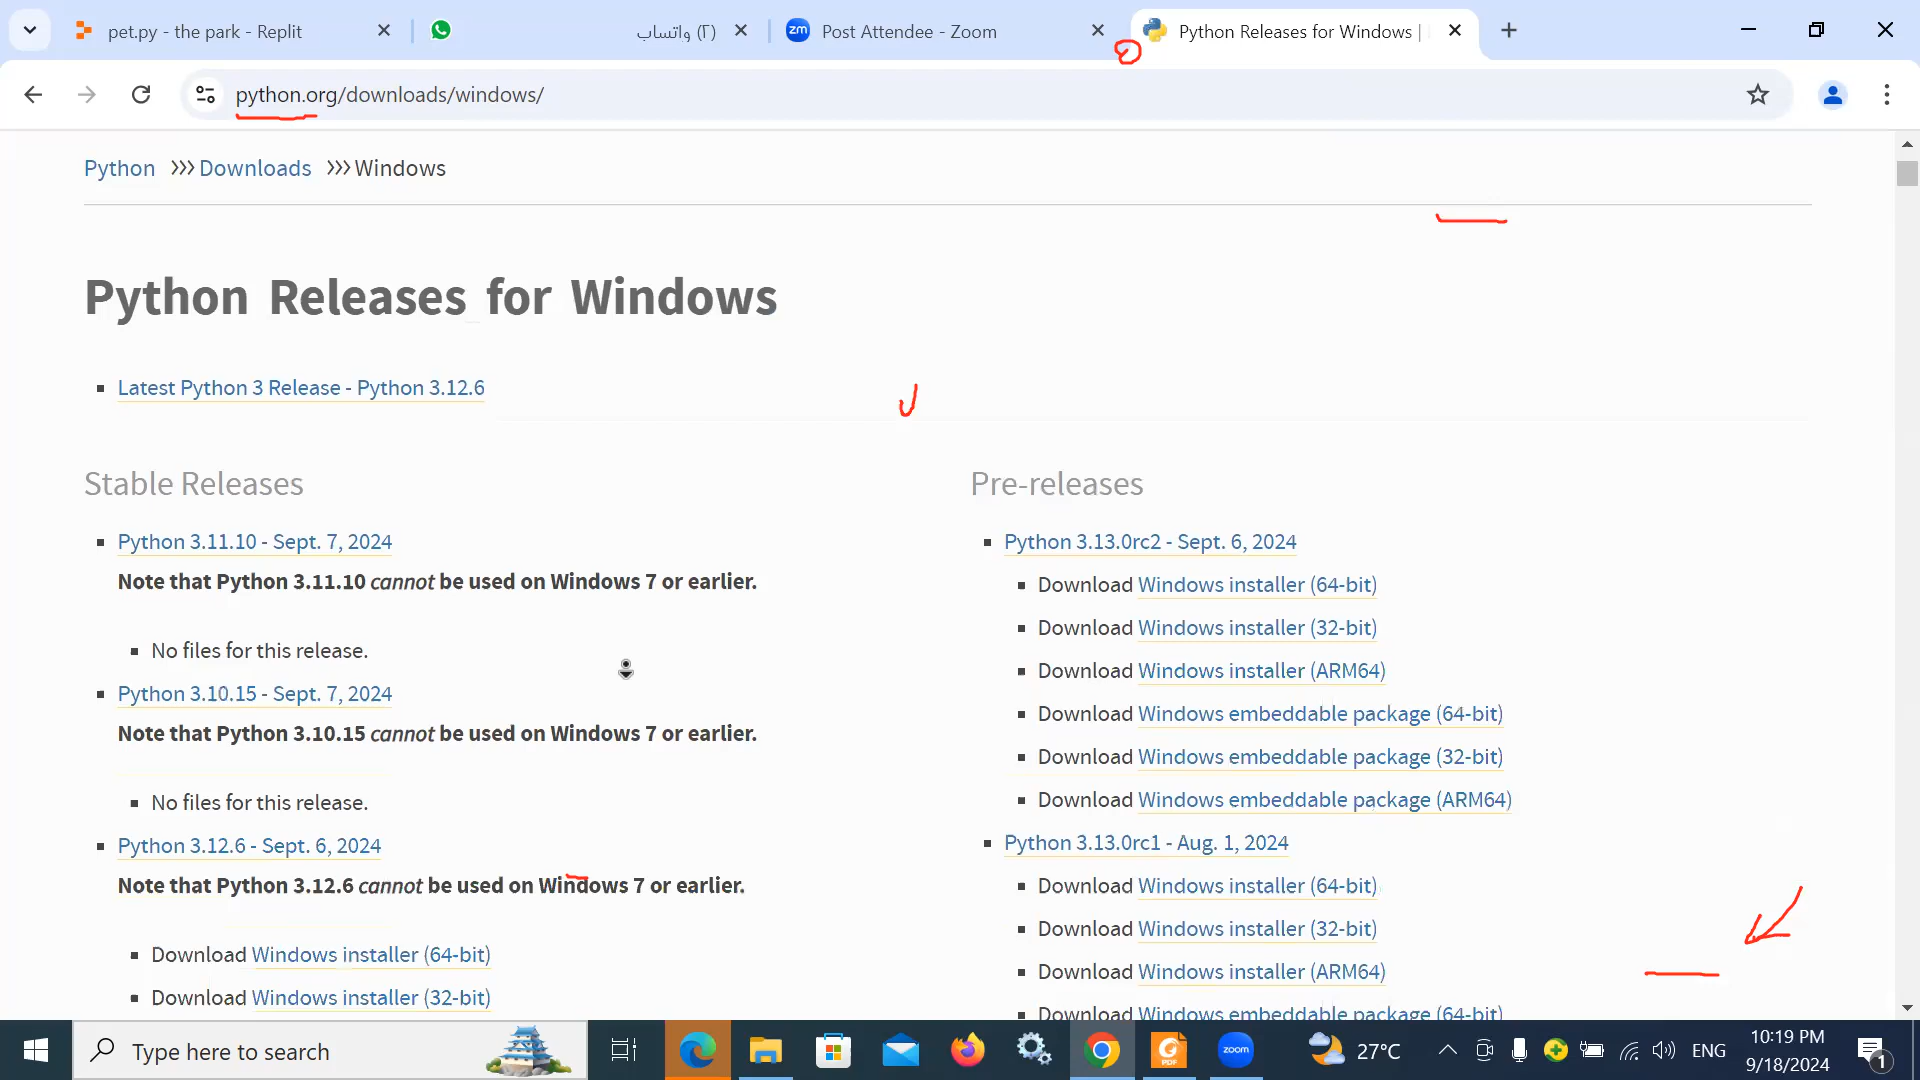 pet.py - the park - Replit
(٢) واتساب
zm
Post Attendee - Zoom
Python Releases for Windows |
python.org/downloads/windows/
Python >>> Downloads >>> Windows
Python Releases for Windows
Latest Python 3 Release - Python 3.12.6
Stable Releases
Python 3.11.10 - Sept. 7, 2024
Note that Python 3.11.10 cannot be used on Windows 7 or earlier.
No files for this release.
Python 3.10.15 - Sept. 7, 2024
Note that Python 3.10.15 cannot be used on Windows 7 or earlier.
No files for this release.
Python 3.12.6 - Sept. 6, 2024
Note that Python 3.12.6 cannot be used on Windows 7 or earlier.
Download Windows installer (64-bit)
Download Windows installer (32-bit)
Pre-releases
Python 3.13.0rc2 - Sept. 6, 2024
Download Windows installer (64-bit)
Download Windows installer (32-bit)
Download Windows installer (ARM64)
Download Windows embeddable package (64-bit)
Download Windows embeddable package (32-bit)
Download Windows embeddable package (ARM64)
Python 3.13.0rc1 - Aug. 1, 2024
Download Windows installer (64-bit)
Download Windows installer (32-bit)
Download Windows installer (ARM64)
Download Windows embeddable package (64-bit)
Type here to search
PDF
zoom
27°C
ENG
10:19 PM
9/18/2024
1